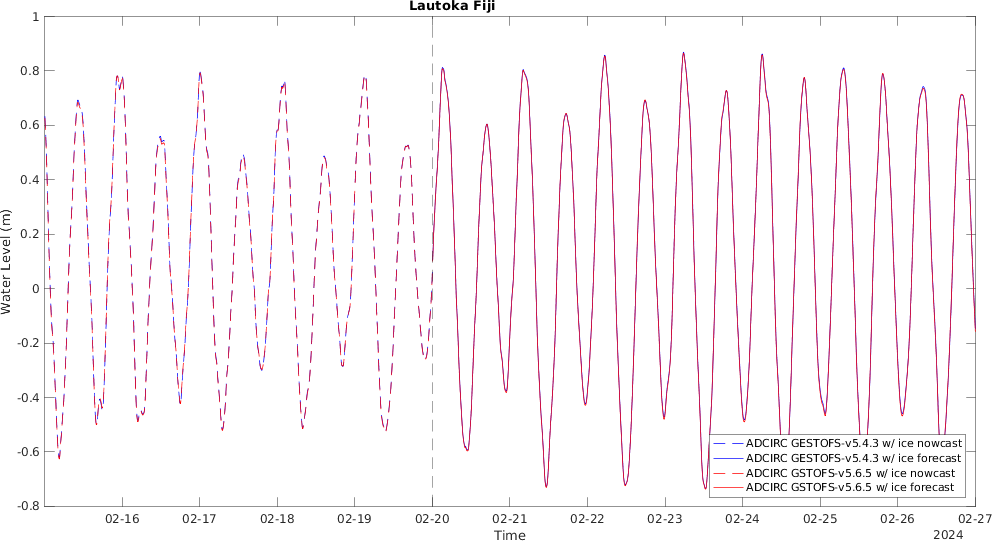 Lautoka Fiji
Water Level (m)
1
0.8
0.6
0.4
0.2
0
-0.2
-0.4
-0.6
-0.8
ADCIRC GESTOFS-v5.4.3 w/ ice nowcast
ADCIRC GESTOFS-v5.4.3 w/ ice forecast
ADCIRC GSTOFS-v5.6.5 w/ ice nowcast
ADCIRC GSTOFS-v5.6.5 w/ ice forecast
02-16 02-17 02-18 02-19 02-20 02-21 02-22 02-23 02-24 02-25 02-26 02-27
Time
2024